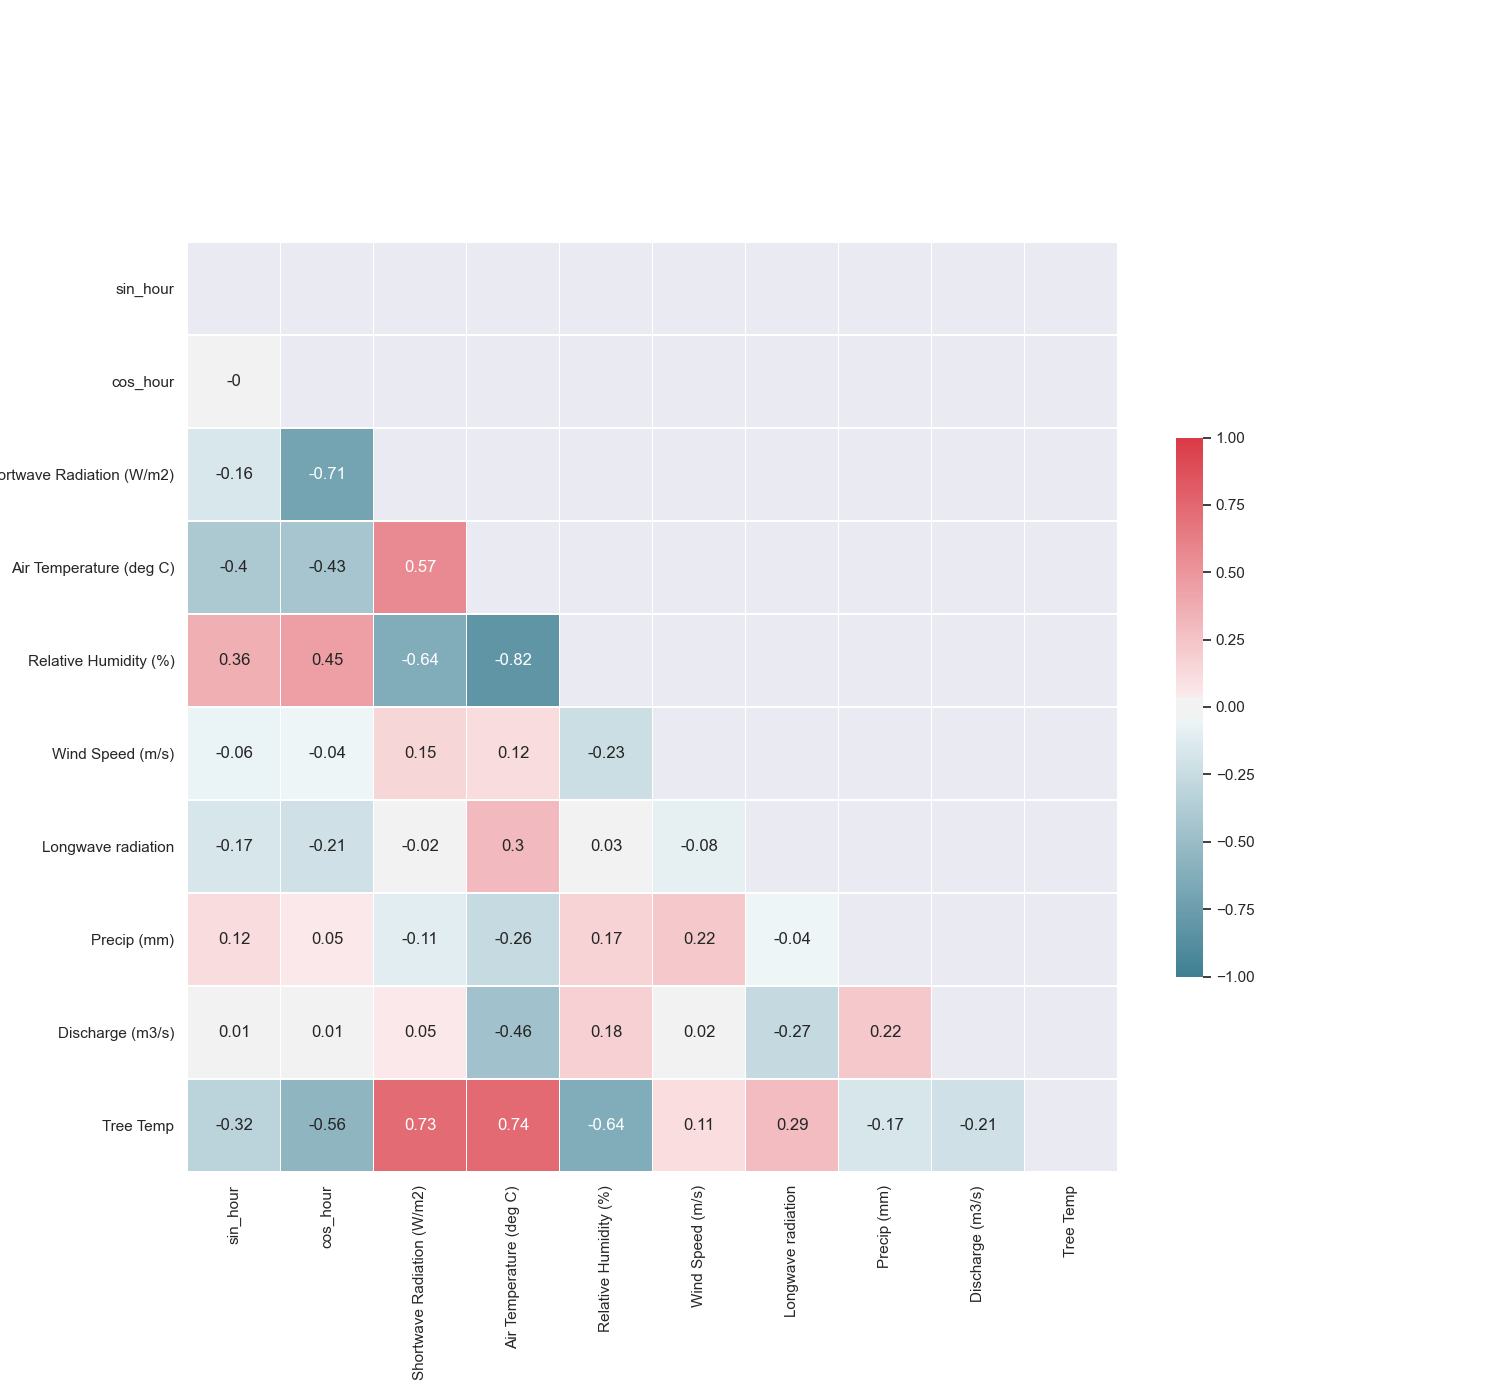 sin_hour
cos_hour
-0
ortwave Radiation (W/m2)
-0.16 -0.71
Air Temperature (deg C)
-0.4 -0.43 0.57
Relative Humidity (%)
0.36 0.45 -0.64 -0.82
Wind Speed (m/s)
-0.06 -0.04 0.15 0.12 -0.23
Longwave radiation
-0.17 -0.21 -0.02 0.3 0.03 -0.08
Precip (mm)
0.12 0.05 -0.11 -0.26 0.17 0.22 -0.04
Discharge (m3/s)
0.01 0.01 0.05 -0.46 0.18 0.02 -0.27 0.22
Tree Temp
-0.32 -0.56 0.73 0.74 -0.64 0.11 0.29 -0.17 -0.21
sin_hour
cos_hour
Shortwave Radiation (W/m2)
Air Temperature (deg C)
Relative Humidity (%)
Wind Speed (m/s)
Longwave radiation
Precip (mm)
Discharge (m3/s)
Tree Temp
1.00
0.75
0.50
0.25
0.00
−0.25
−0.50
−0.75
−1.00